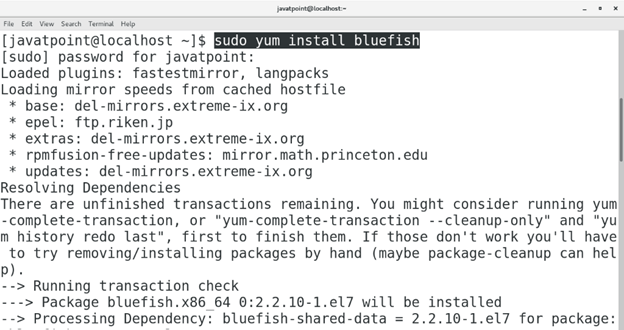 javatpoint@localhost:~
File Edit View Search Terminal Help
[javatpoint@localhost ~]$ sudo yum install bluefish
[sudo] password for javatpoint:
Loaded plugins: fastestmirror, langpacks
Loading mirror speeds from cached hostfile
 * base: del-mirrors.extreme-ix.org
 * epel: ftp.riken.jp
 * extras: del-mirrors.extreme-ix.org
 * rpmfusion-free-updates: mirror.math.princeton.edu
 * updates: del-mirrors.extreme-ix.org
Resolving Dependencies
There are unfinished transactions remaining. You might consider running yum
-complete-transaction, or "yum-complete-transaction --cleanup-only" and "yu
m history redo last", first to finish them. If those don't work you'll have
 to try removing/installing packages by hand (maybe package-cleanup can hel
p).
--> Running transaction check
---> Package bluefish.x86_64 0:2.2.10-1.el7 will be installed
--> Processing Dependency: bluefish-shared-data = 2.2.10-1.el7 for package: